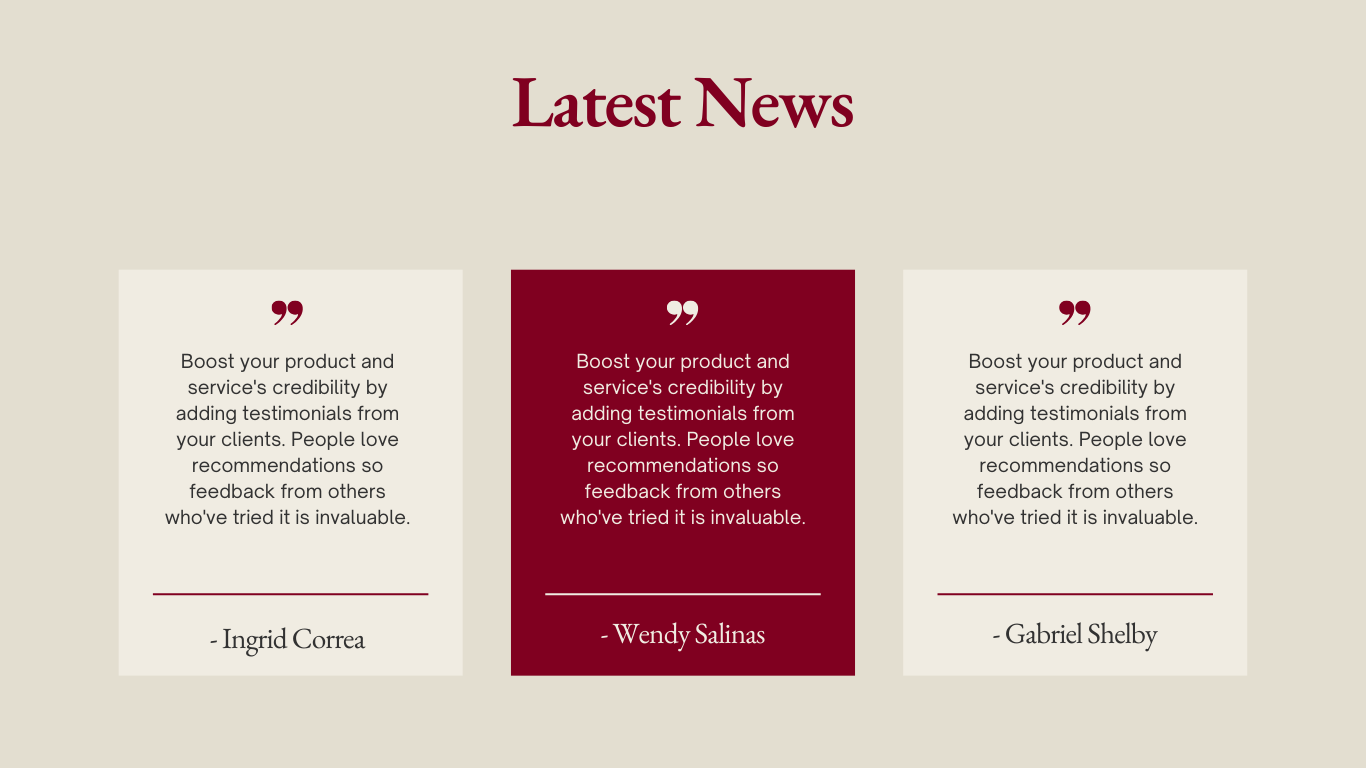 Latest News
”
Boost your product and
service's credibility by
adding testimonials from
your clients. People love
recommendations so
feedback from others
who've tried it is invaluable.
- Ingrid Correa
”
Boost your product and
service's credibility by
adding testimonials from
your clients. People love
recommendations so
feedback from others
who've tried it is invaluable.
- Wendy Salinas
”
Boost your product and
service's credibility by
adding testimonials from
your clients. People love
recommendations so
feedback from others
who've tried it is invaluable.
- Gabriel Shelby